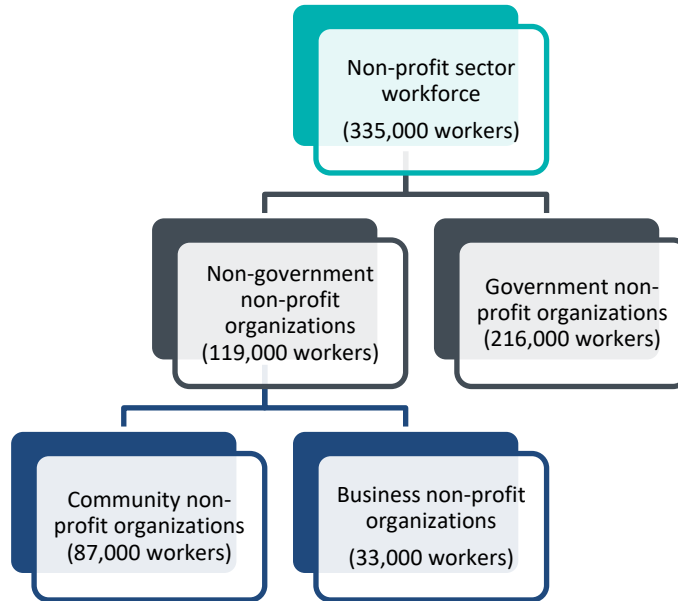 Non-profit sector
workforce
(335,000 workers)
Non-government
non-profit
organizations
(119,000 workers)
Government non-
profit organizations
(216,000 workers)
Community non-
profit organizations
(87,000 workers)
Business non-profit
organizations
(33,000 workers)